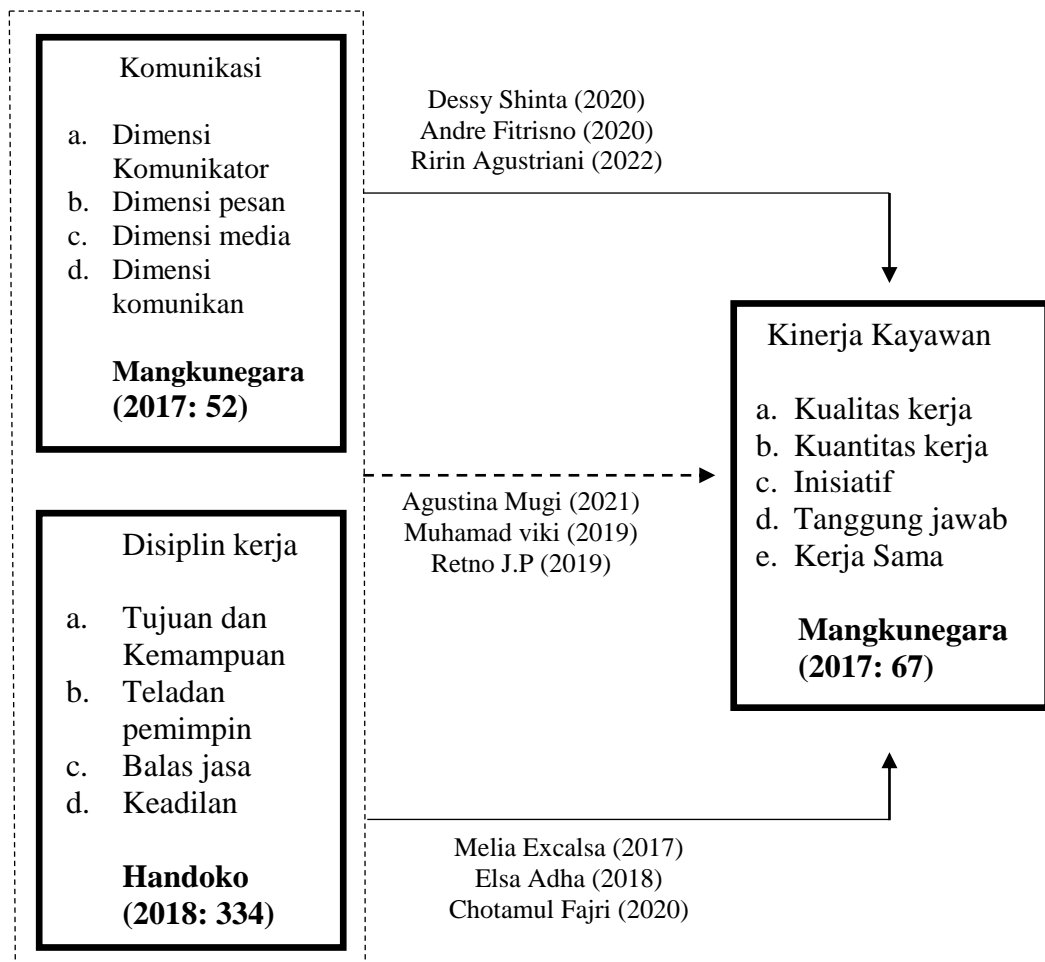 Komunikasi
a. Dimensi
Komunikator
b. Dimensi pesan
c. Dimensi media
d. Dimensi
komunikan
Mangkunegara
(2017: 52)
Dessy Shinta (2020)
Andre Fitrisno (2020)
Ririn Agustriani (2022)
Disiplin kerja
a. Tujuan dan
Kemampuan
b. Teladan
pemimpin
c. Balas jasa
d. Keadilan
Handoko
(2018: 334)
Agustina Mugi (2021)
Muhamad viki (2019)
Retno J.P (2019)
Melia Excalsa (2017)
Elsa Adha (2018)
Chotamul Fajri (2020)
Kinerja Kayawan
a. Kualitas kerja
b. Kuantitas kerja
c. Inisiatif
d. Tanggung jawab
e. Kerja Sama
Mangkunegara
(2017: 67)